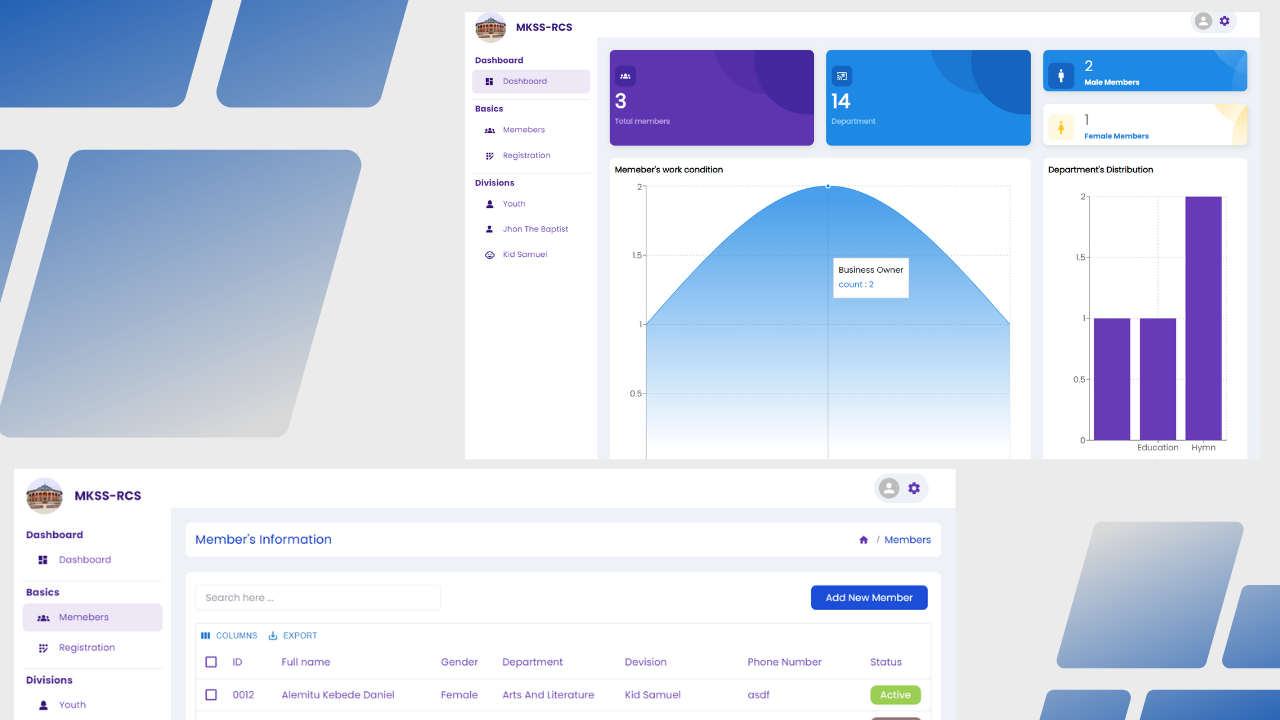 MKSS-RCS
Dashboard
Dashboard
Basics
Memebers
Registration
Divisions
Youth
Jhon The Baptist
Kid Samuel
3
Total members
14
Department
2
Male Members
1
Female Members
Memeber's work condition
2
1.5
1
0.5
Business Owner
count : 2
Department's Distribution
2
1.5
1
0.5
0
Education Hymn
MKSS-RCS
Dashboard
Dashboard
Basics
Memebers
Registration
Divisions
Youth
Member's Information
/ Members
Search here ...
Add New Member
COLUMNS EXPORT
ID Full name Gender Department Devision Phone Number Status
0012 Alemitu Kebede Daniel Female Arts And Literature Kid Samuel asdf Active